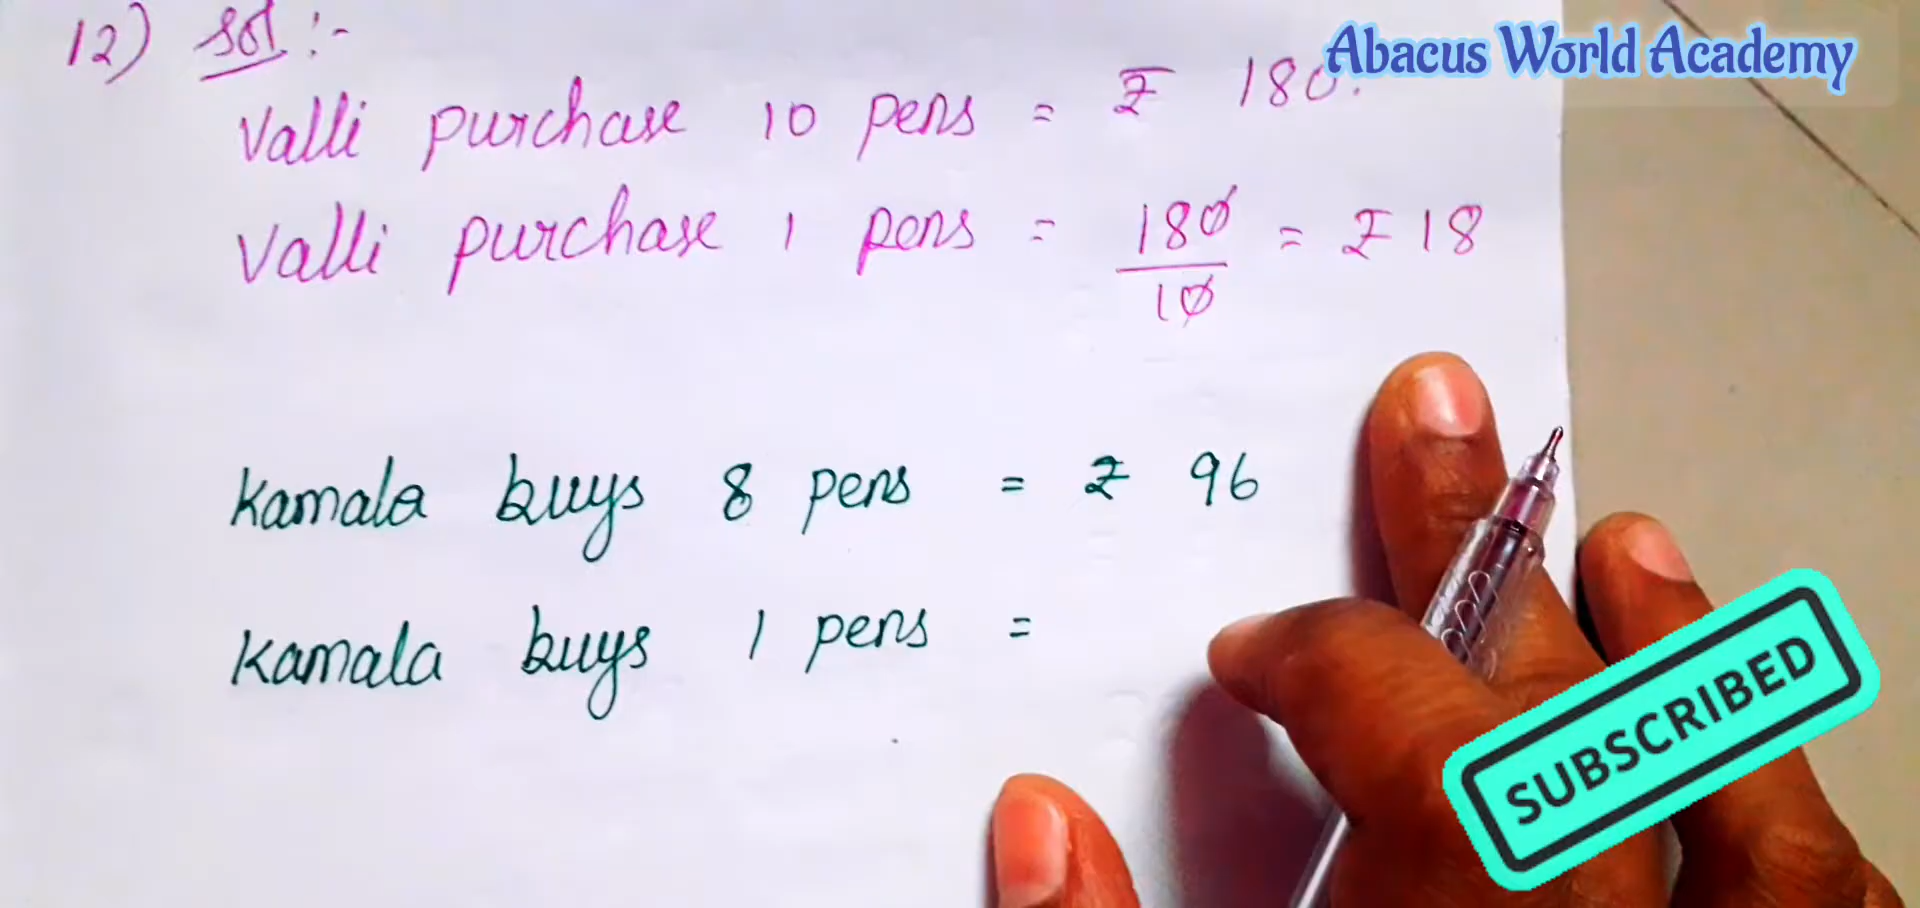 Abacus World Academy
12) Sol :-
Valli purchase 10 pens = ₹ 180.
Valli purchase 1 pens = 180/10 = ₹ 18
Kamala buys 8 pens = ₹ 96
Kamala buys 1 pens =
SUBSCRIBED